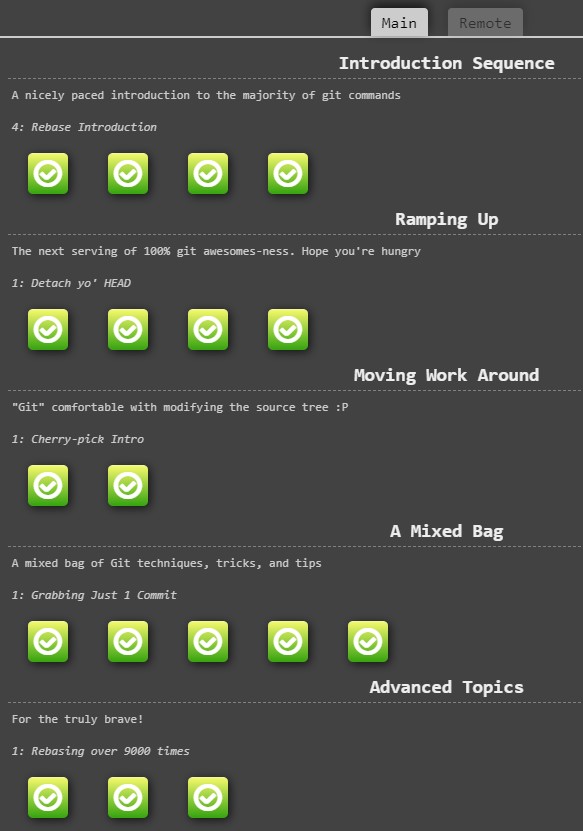 Main Remote
Introduction Sequence
A nicely paced introduction to the majority of git commands
4: Rebase Introduction
Ramping Up
The next serving of 100% git awesomes-ness. Hope you're hungry
1: Detach yo' HEAD
Moving Work Around
"Git" comfortable with modifying the source tree :P
1: Cherry-pick Intro
A Mixed Bag
A mixed bag of Git techniques, tricks, and tips
1: Grabbing Just 1 Commit
Advanced Topics
For the truly brave!
1: Rebasing over 9000 times